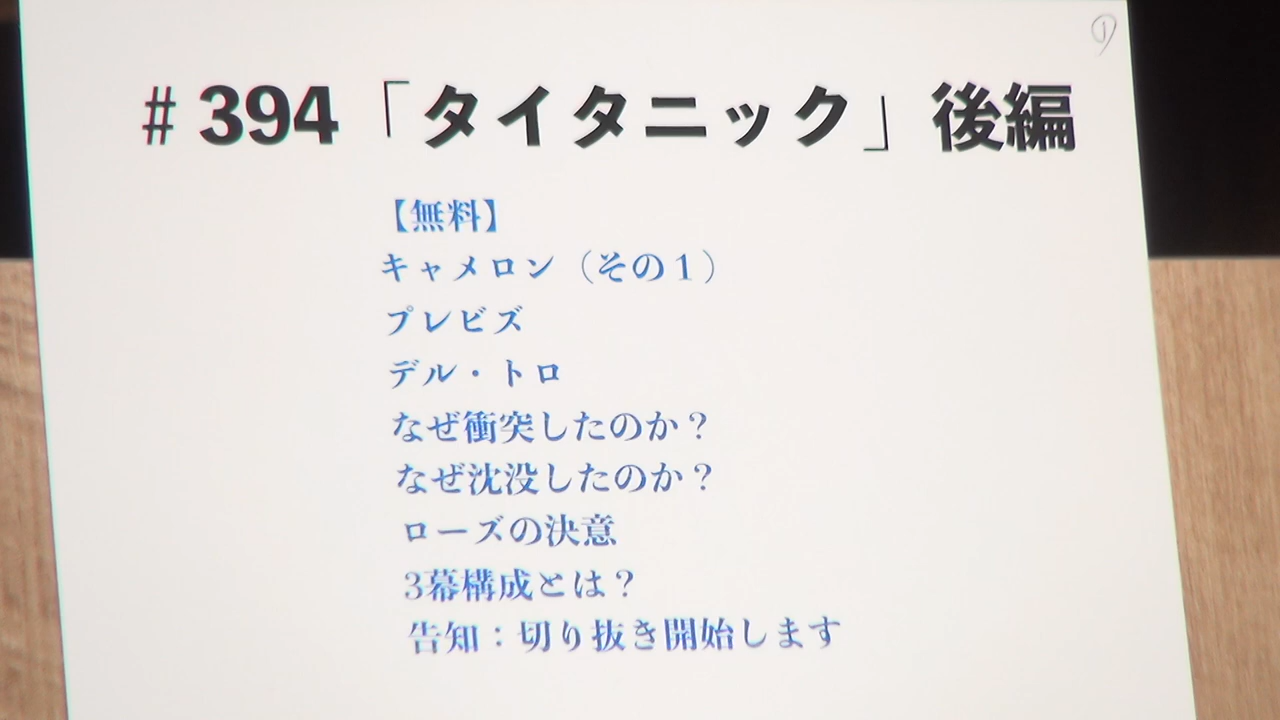 ①
#394「タイタニック」後編
【無料】
キャメロン（その１）
プレビズ
デル・トロ
なぜ衝突したのか？
なぜ沈没したのか？
ローズの決意
3幕構成とは？
告知：切り抜き開始します